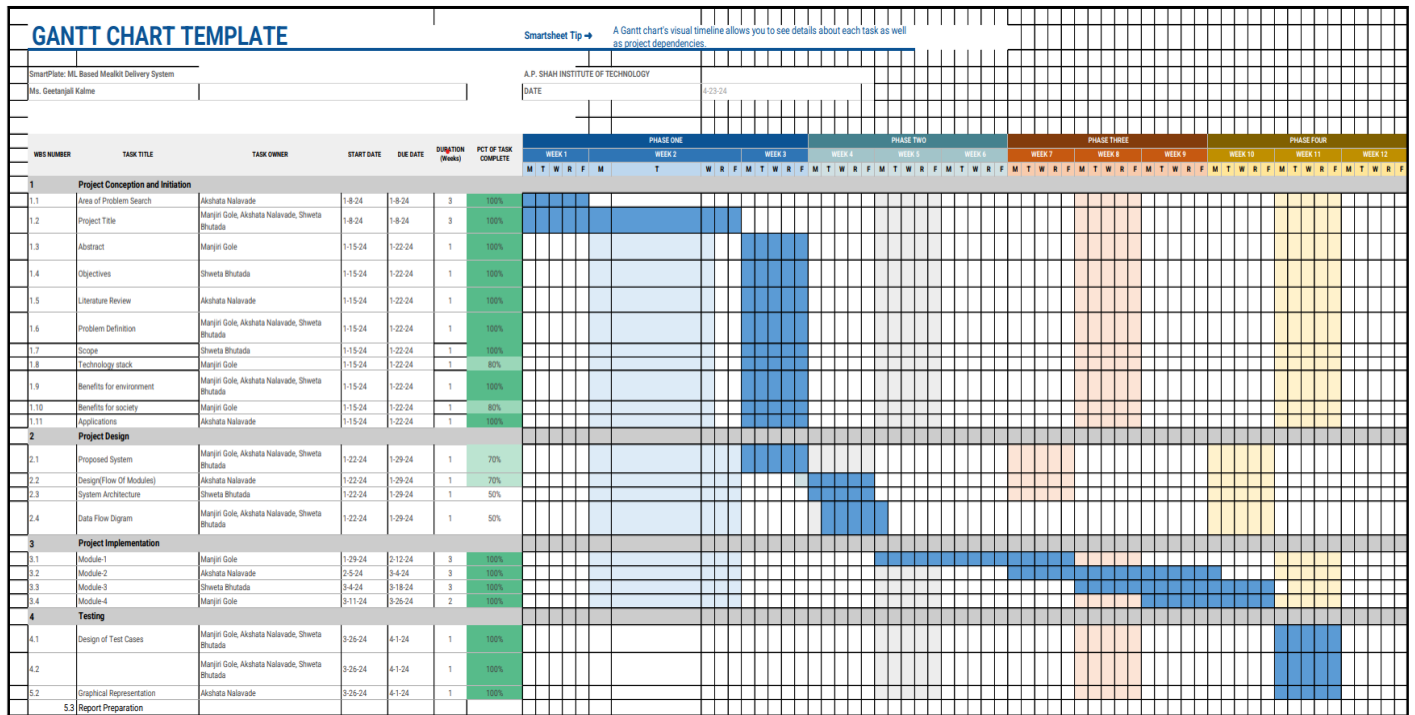 GANTT CHART TEMPLATE
Smartsheet Tip ➜
A Gantt chart's visual timeline allows you to see details about each task as well
as project dependencies.
SmartPlate: ML Based Mealkit Delivery System
A.P. SHAH INSTITUTE OF TECHNOLOGY
Ms. Geetanjali Kalme
DATE 4-23-24
PHASE ONE PHASE TWO PHASE THREE PHASE FOUR
WBS NUMBER TASK TITLE TASK OWNER START DATE DUE DATE DURATION (Weeks) PCT OF TASK COMPLETE
WEEK 1 WEEK 2 WEEK 3 WEEK 4 WEEK 5 WEEK 6 WEEK 7 WEEK 8 WEEK 9 WEEK 10 WEEK 11 WEEK 12
M T W R F M T W R F M T W R F M T W R F M T W R F M T W R F M T W R F M T W R F M T W R F M T W R F M T W R F M T W R F
1 Project Conception and Initiation
1.1 Area of Problem Search Akshata Nalavade 1-8-24 1-8-24 3 100%
1.2 Project Title Manjiri Gole, Akshata Nalavade, Shweta Bhutada 1-8-24 1-8-24 3 100%
1.3 Abstract Manjiri Gole 1-15-24 1-22-24 1 100%
1.4 Objectives Shweta Bhutada 1-15-24 1-22-24 1 100%
1.5 Literature Review Akshata Nalavade 1-15-24 1-22-24 1 100%
1.6 Problem Definition Manjiri Gole, Akshata Nalavade, Shweta Bhutada 1-15-24 1-22-24 1 100%
1.7 Scope Shweta Bhutada 1-15-24 1-22-24 1 100%
1.8 Technology stack Manjiri Gole 1-15-24 1-22-24 1 80%
1.9 Benefits for environment Manjiri Gole, Akshata Nalavade, Shweta Bhutada 1-15-24 1-22-24 1 100%
1.10 Benefits for society Manjiri Gole 1-15-24 1-22-24 1 80%
1.11 Applications Akshata Nalavade 1-15-24 1-22-24 1 100%
2 Project Design
2.1 Proposed System Manjiri Gole, Akshata Nalavade, Shweta Bhutada 1-22-24 1-29-24 1 70%
2.2 Design(Flow Of Modules) Akshata Nalavade 1-22-24 1-29-24 1 70%
2.3 System Architecture Shweta Bhutada 1-22-24 1-29-24 1 50%
2.4 Data Flow Digram Manjiri Gole, Akshata Nalavade, Shweta Bhutada 1-22-24 1-29-24 1 50%
3 Project Implementation
3.1 Module-1 Manjiri Gole 1-29-24 2-12-24 3 100%
3.2 Module-2 Akshata Nalavade 2-5-24 3-4-24 3 100%
3.3 Module-3 Shweta Bhutada 3-4-24 3-18-24 3 100%
3.4 Module-4 Manjiri Gole 3-11-24 3-26-24 2 100%
4 Testing
4.1 Design of Test Cases Manjiri Gole, Akshata Nalavade, Shweta Bhutada 3-26-24 4-1-24 1 100%
4.2 Manjiri Gole, Akshata Nalavade, Shweta Bhutada 3-26-24 4-1-24 1 100%
5.2 Graphical Representation Akshata Nalavade 3-26-24 4-1-24 1 100%
5.3 Report Preparation